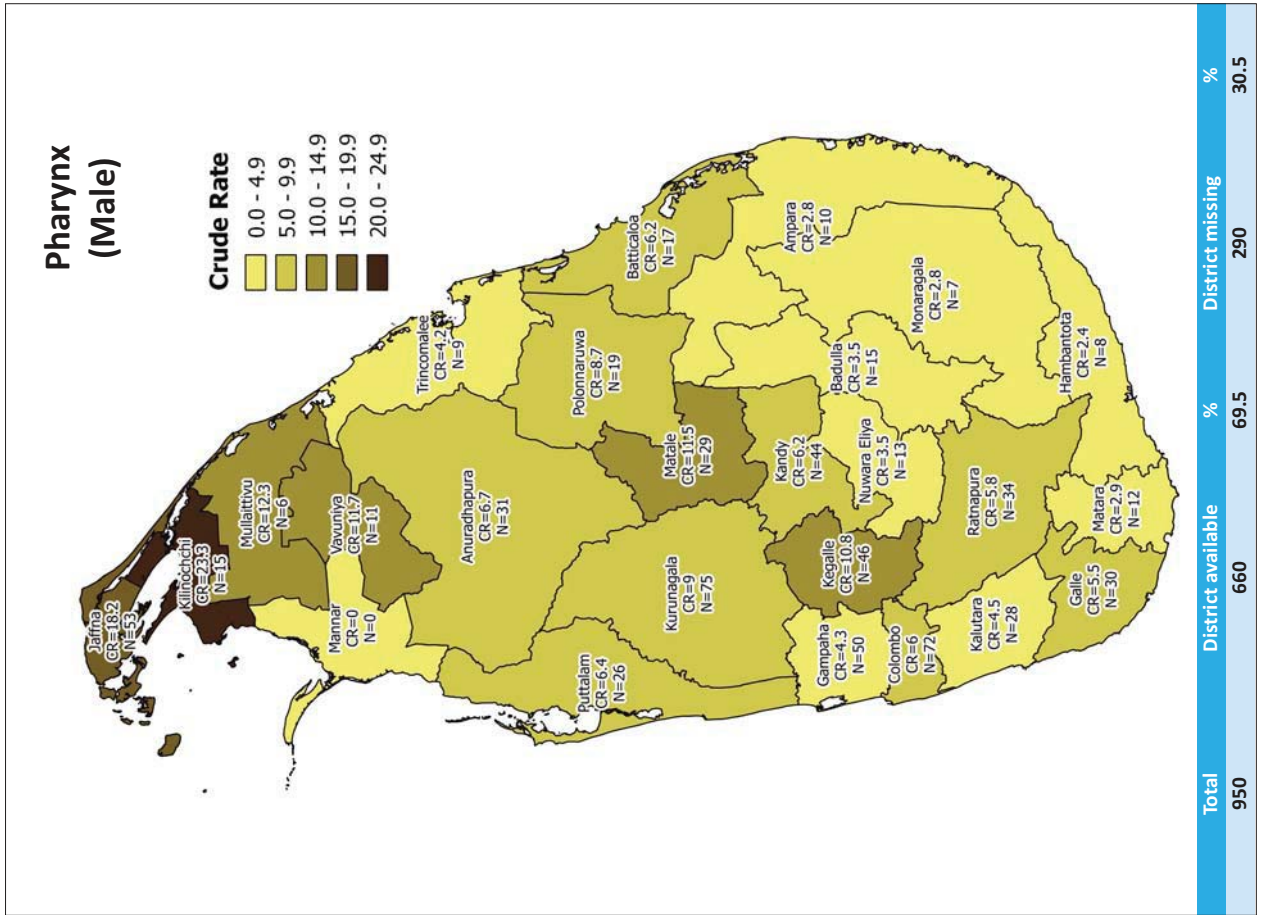 Pharynx
(Male)
Crude Rate
0.0 - 4.9
5.0 - 9.9
10.0 - 14.9
15.0 - 19.9
20.0 - 24.9
Jaffna
CR=18.2
N=53
Kilinochchi
CR=23.3
N=15
Mullaitivu
CR=12.3
N=6
Vavuniya
CR=11.7
N=11
Mannar
CR=0
N=0
Trincomalee
CR=4.2
N=9
Anuradhapura
CR=6.7
N=31
Polonnaruwa
CR=8.7
N=19
Batticaloa
CR=6.2
N=17
Puttalam
CR=6.4
N=26
Kurunagala
CR=9
N=75
Matale
CR=11.5
N=29
Kandy
CR=6.2
N=44
Ampara
CR=2.8
N=10
Badulla
CR=3.5
N=15
Nuwara Eliya
CR=3.5
N=13
Kegalle
CR=10.8
N=46
Gampaha
CR=4.3
N=50
Colombo
CR=6
N=72
Monaragala
CR=2.8
N=7
Ratnapura
CR=5.8
N=34
Kalutara
CR=4.5
N=28
Hambantota
CR=2.4
N=8
Galle
CR=5.5
N=30
Matara
CR=2.9
N=12
Total District available % District missing %
950 660 69.5 290 30.5